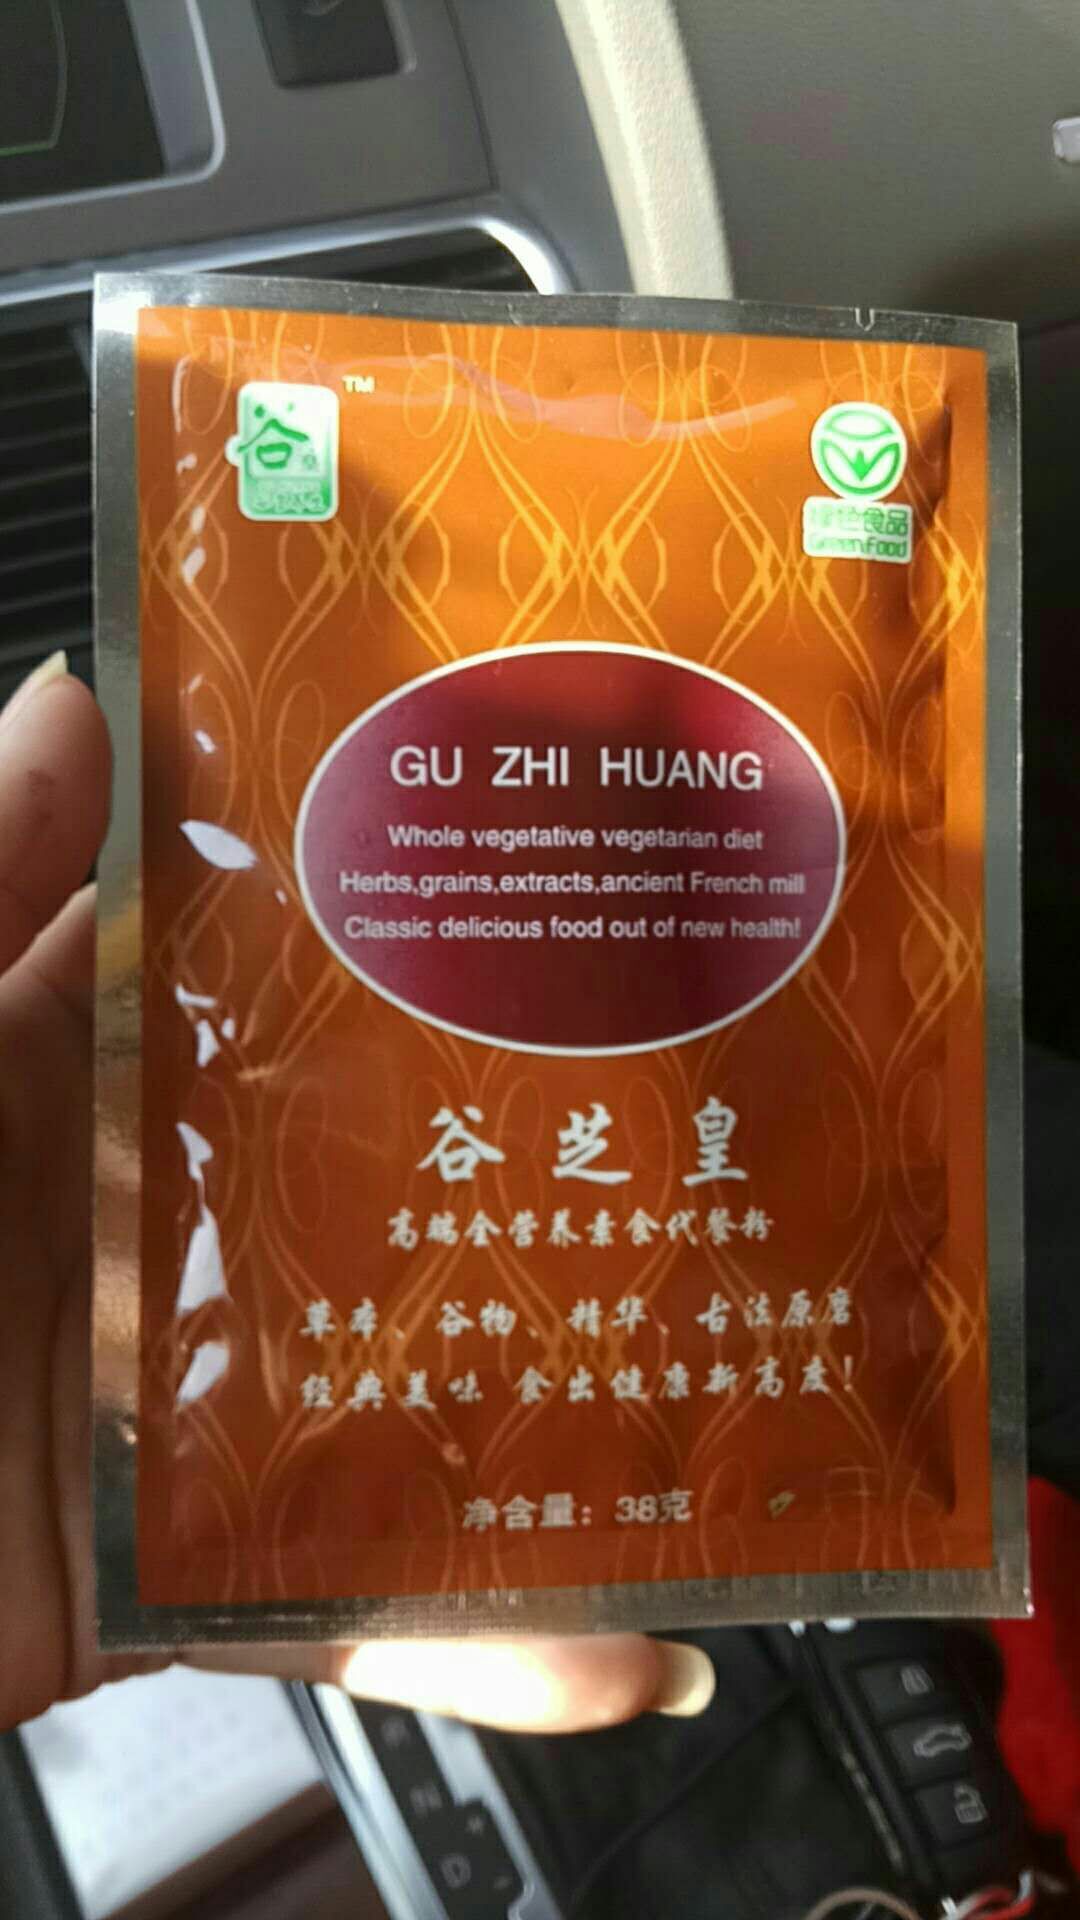 TM
谷
绿色食品
Green Food
GU ZHI HUANG
Whole vegetative vegetarian diet
Herbs,grains,extracts,ancient French mill
Classic delicious food out of new health!
谷芝皇
高端全营养素食代餐粉
草本、谷物、精华、古法原磨
经典美味 食出健康新高度!
净含量：38克
D